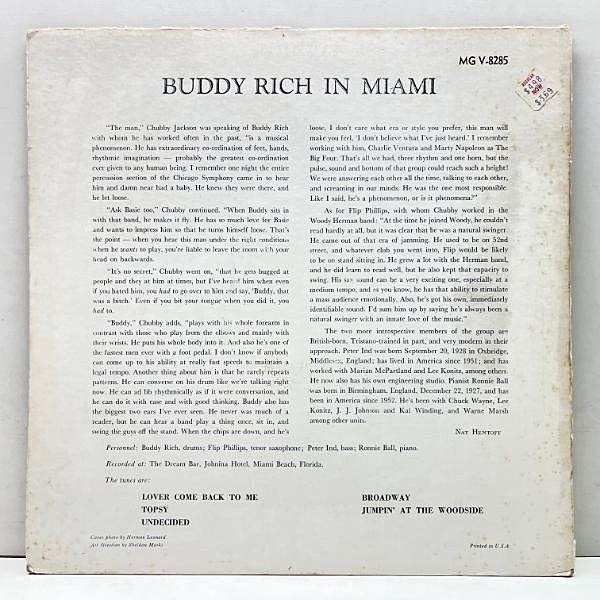 MG V-8285
REGULAR
$4.98
NOW
$3.69
BUDDY RICH IN MIAMI
"The man," Chubby Jackson was speaking of Buddy Rich
with whom he has worked often in the past, "is a musical
phenomenon. He has extraordinary co-ordination of feet, hands,
rhythmic imagination — probably the greatest co-ordination
ever given to any human being. I remember one night the entire
percussion section of the Chicago Symphony came in to hear
him and damn near had a baby. He knew they were there, and
he let loose.
"Ask Basie too," Chubby continued. "When Buddy sits in
with that band, he makes it fly. He has so much love for Basie
and wants to impress him so that he turns himself loose. That's
the point — when you hear this man under the right conditions
when he wants to play, you're liable to leave the room with your
head on backwards.
"It's no secret," Chubby went on, "that he gets bugged at
people and they at him at times, but I've heard him when even
if you hated him, you had to go over to him and say, 'Buddy, that
was a bitch.' Even if you bit your tongue when you did it, you
had to.
"Buddy," Chubby adds, "plays with his whole forearm in
contrast with those who play from the elbows and mainly with
their wrists. He puts his whole body into it. And also he's one of
the fastest men ever with a foot pedal. I don't know if anybody
can come up to his ability at really fast speeds to maintain a
legal tempo. Another thing about him is that he rarely repeats
patterns. He can converse on his drum like we're talking right
now. He can ad lib rhythmically as if it were conversation, and
he can do it with ease and with good thinking. Buddy also has
the biggest two ears I've ever seen. He never was much of a
reader, but he can hear a band play a thing once, sit in, and
swing the guys off the stand. When the chips are down, and he's
loose, I don't care what era or style you prefer, this man will
make you feel, 'I don't believe what I've just heard.' I remember
working with him, Charlie Ventura and Marty Napoleon as The
Big Four. That's all we had, three rhythm and one horn, but the
pulse, sound and bottom of that group could reach such a bright!
We were answering each other all the time, talking to each other,
and screaming in our minds. He was the one most responsible.
Like I said, he's a phenomenon, or is it phenomena?"
As for Flip Phillips, with whom Chubby worked in the
Woody Herman band: "At the time he joined Woody, he couldn't
read hardly at all, but it was clear that he was a natural swinger.
He came out of that era of jamming. He used to be on 52nd
street, and whatever club you went into, Flip would be likely
to be on stand sitting in. He grew a lot with the Herman band,
and he did learn to read well, but he also kept that capacity to
swing. His sax sound can be a very exciting one, especially at a
medium tempo, and as you know, he has that ability to stimulate
a mass audience emotionally. Also, he's got his own, immediately
identifiable sound. I'd sum him up by saying he's always been a
natural swinger with an innate love of the music."
The two more introspective members of the group are
British-born, Tristano-trained in part, and very modern as their
approach. Peter Ind was born September 20, 1928 in Oxbridge,
Middlesex, England; has lived in America since 1951; and has
worked with Marian McPartland and Lee Konitz, among others.
He now also has his own engineering studio. Pianist Ronnie Ball
was born in Birmingham, England, December 22, 1927, and has
been in America since 1952. He's been with Chuck Wayne, Lee
Konitz, J. J. Johnson and Kai Winding, and Warne Marsh
among other units.
NAT HENTOFF
Personnel: Buddy Rich, drums; Flip Phillips, tenor saxophone; Peter Ind, bass; Ronnie Ball, piano.
Recorded at: The Dream Bar, Johnina Hotel, Miami Beach, Florida.
The tunes are:
LOVER COME BACK TO ME
TOPSY
UNDECIDED
BROADWAY
JUMPIN' AT THE WOODSIDE
Cover photo by Herman Leonard
Art Direction by Sheldon Marks
Printed in U.S.A.